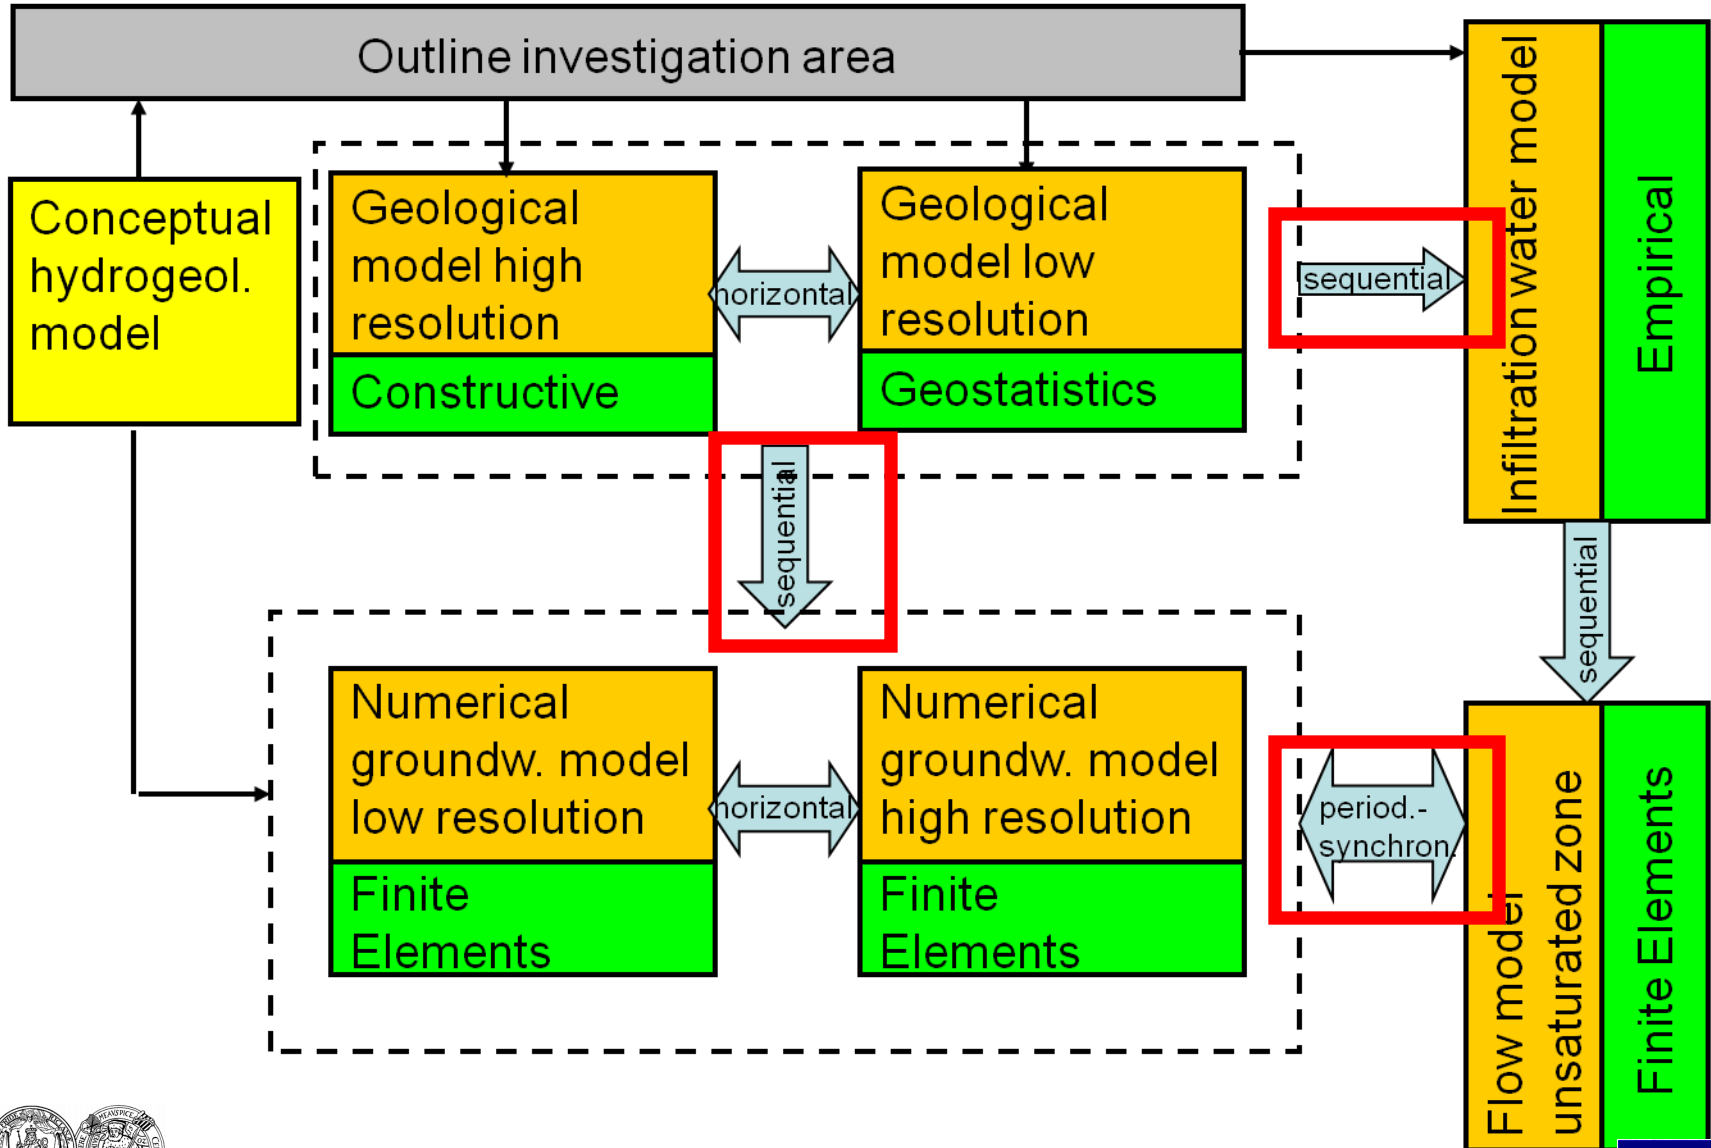 Outline investigation area
Conceptual
hydrogeol.
model
Geological
model high
resolution
Constructive
horizontal
Geological
model low
resolution
Geostatistics
sequential
Infiltration water model
Empirical
sequential
sequential
Numerical
groundw. model
low resolution
Finite
Elements
horizontal
Numerical
groundw. model
high resolution
Finite
Elements
period.-
synchron.
Flow model
unsaturated zone
Finite Elements